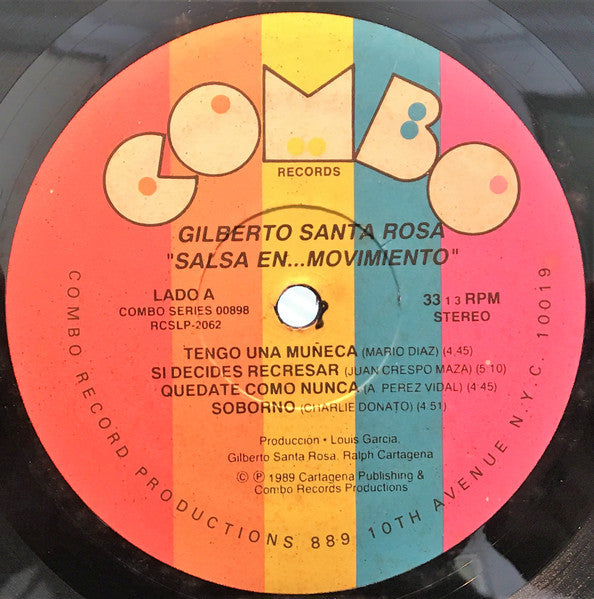 COMBO
RECORDS
GILBERTO SANTA ROSA
"SALSA EN...MOVIMIENTO"
LADO A
COMBO SERIES 00898
RCSLP-2062
33 1 3 RPM
STEREO
TENGO UNA MUÑECA (MARIO DIAZ) (4,45)
SI DECIDES RECRESAR (JUAN CRESPO MAZA) (5:10)
QUEDATE COMO NUNCA (A. PEREZ VIDAL) (4:45)
SOBORNO (CHARLIE DONATO) (4:51)
Producción • Louis Garcia,
Gilberto Santa Rosa, Ralph Cartagena
© ℗ 1989 Cartagena Publishing &
Combo Records Productions
COMBO RECORD PRODUCTIONS 889 10TH AVENUE N.Y.C. 10019